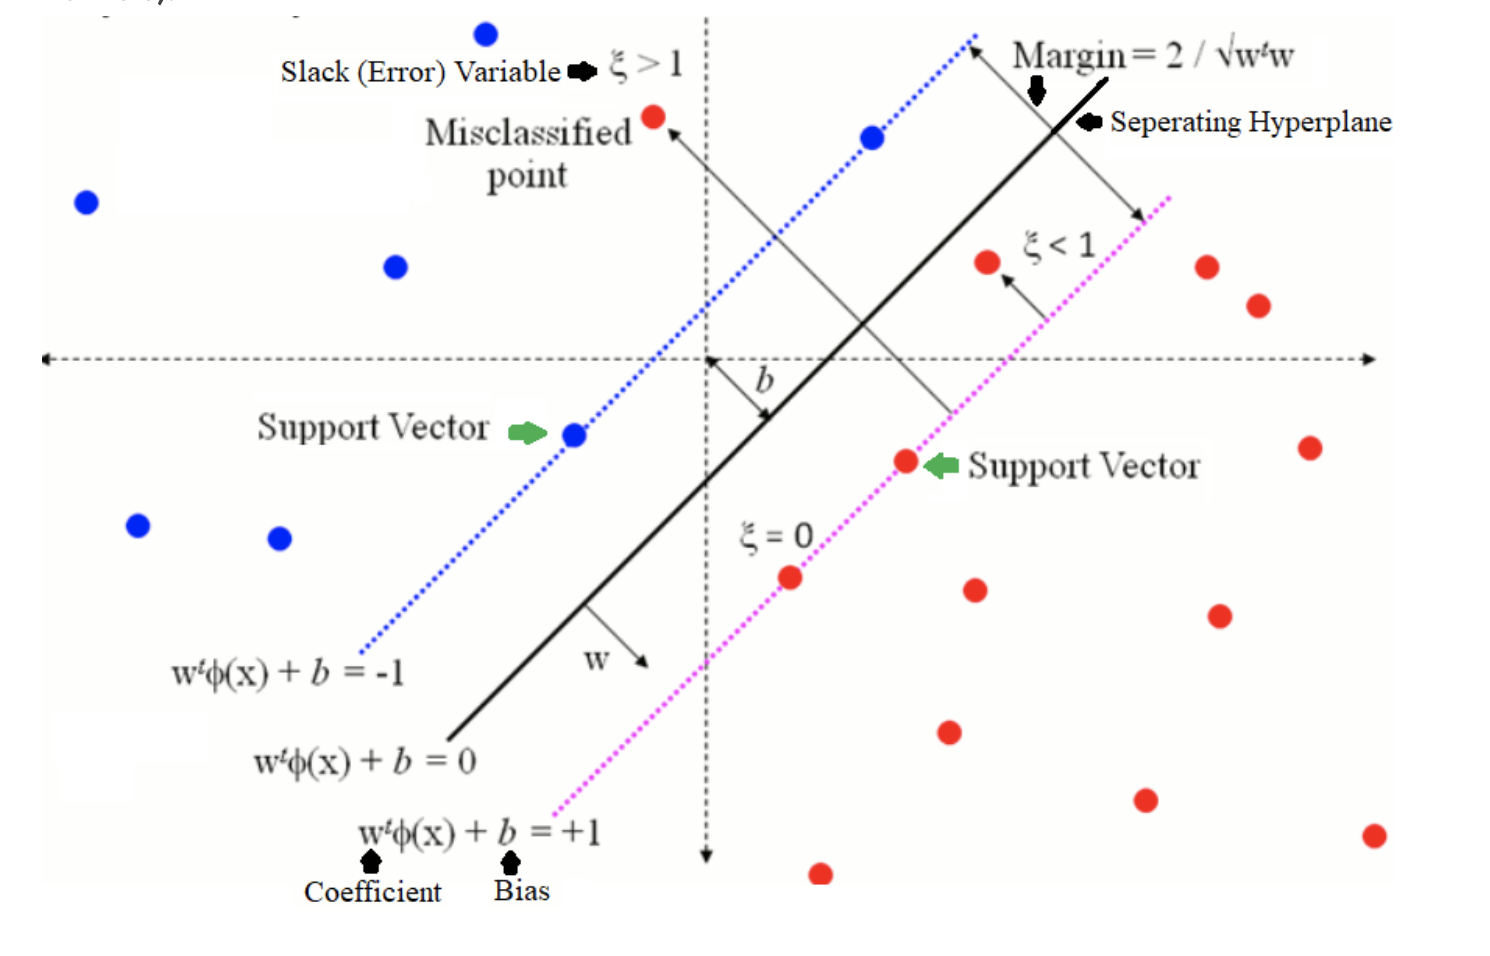 Slack (Error) Variable ξ > 1
Margin = 2 / √wᵗw
Seperating Hyperplane
Misclassified
point
ξ < 1
b
Support Vector
Support Vector
ξ = 0
w
wᵗϕ(x) + b = -1
wᵗϕ(x) + b = 0
wᵗϕ(x) + b = +1
Coefficient
Bias